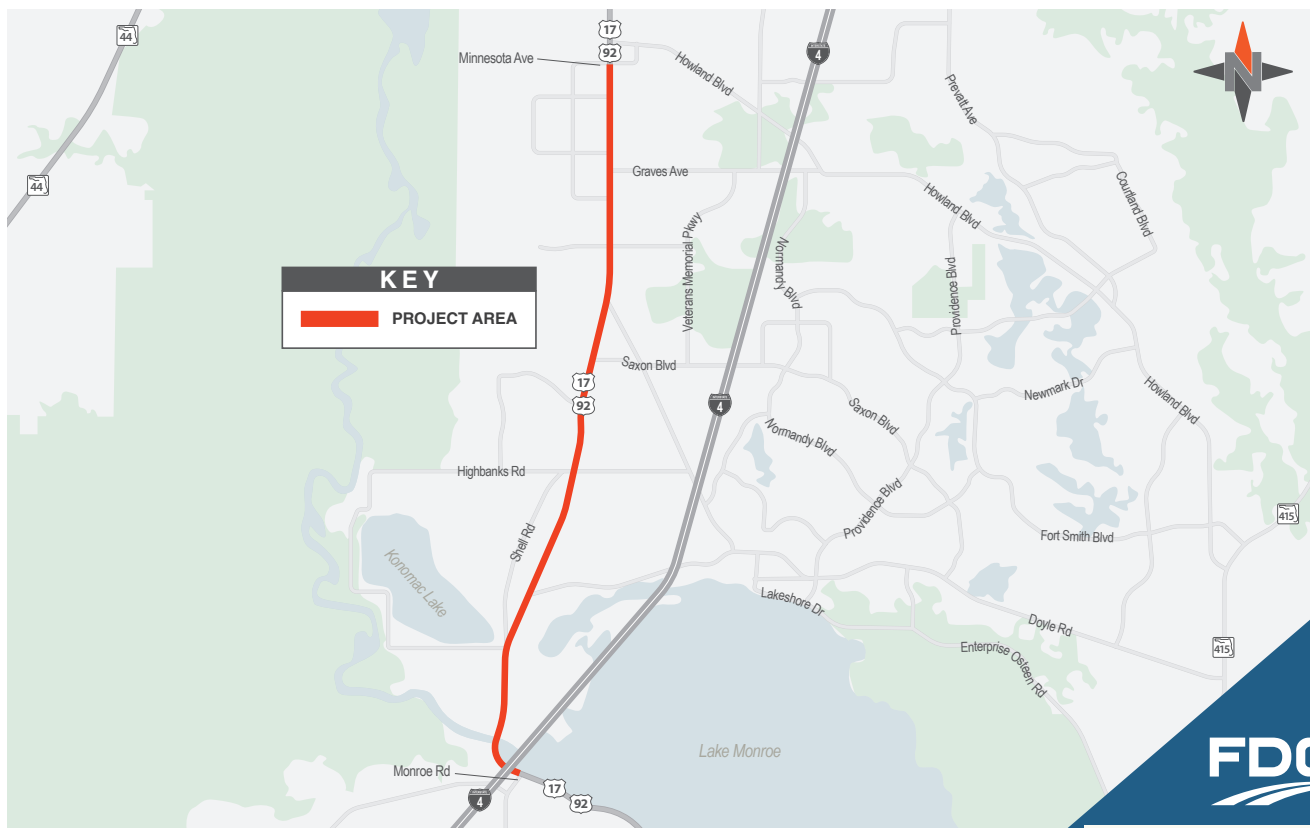 44
17
92
4
Minnesota Ave
Howland Blvd
Prevatt Ave
N
44
Graves Ave
Courtland Blvd
Howland Blvd
Veterans Memorial Pkwy
Normandy Blvd
Providence Blvd
KEY
PROJECT AREA
Saxon Blvd
17
92
4
Newmark Dr
Howland Blvd
Saxon Blvd
Normandy Blvd
Highbanks Rd
Providence Blvd
415
Shell Rd
Fort Smith Blvd
Konomac Lake
Lakeshore Dr
Doyle Rd
Enterprise Osteen Rd
415
Lake Monroe
Monroe Rd
17
92
4